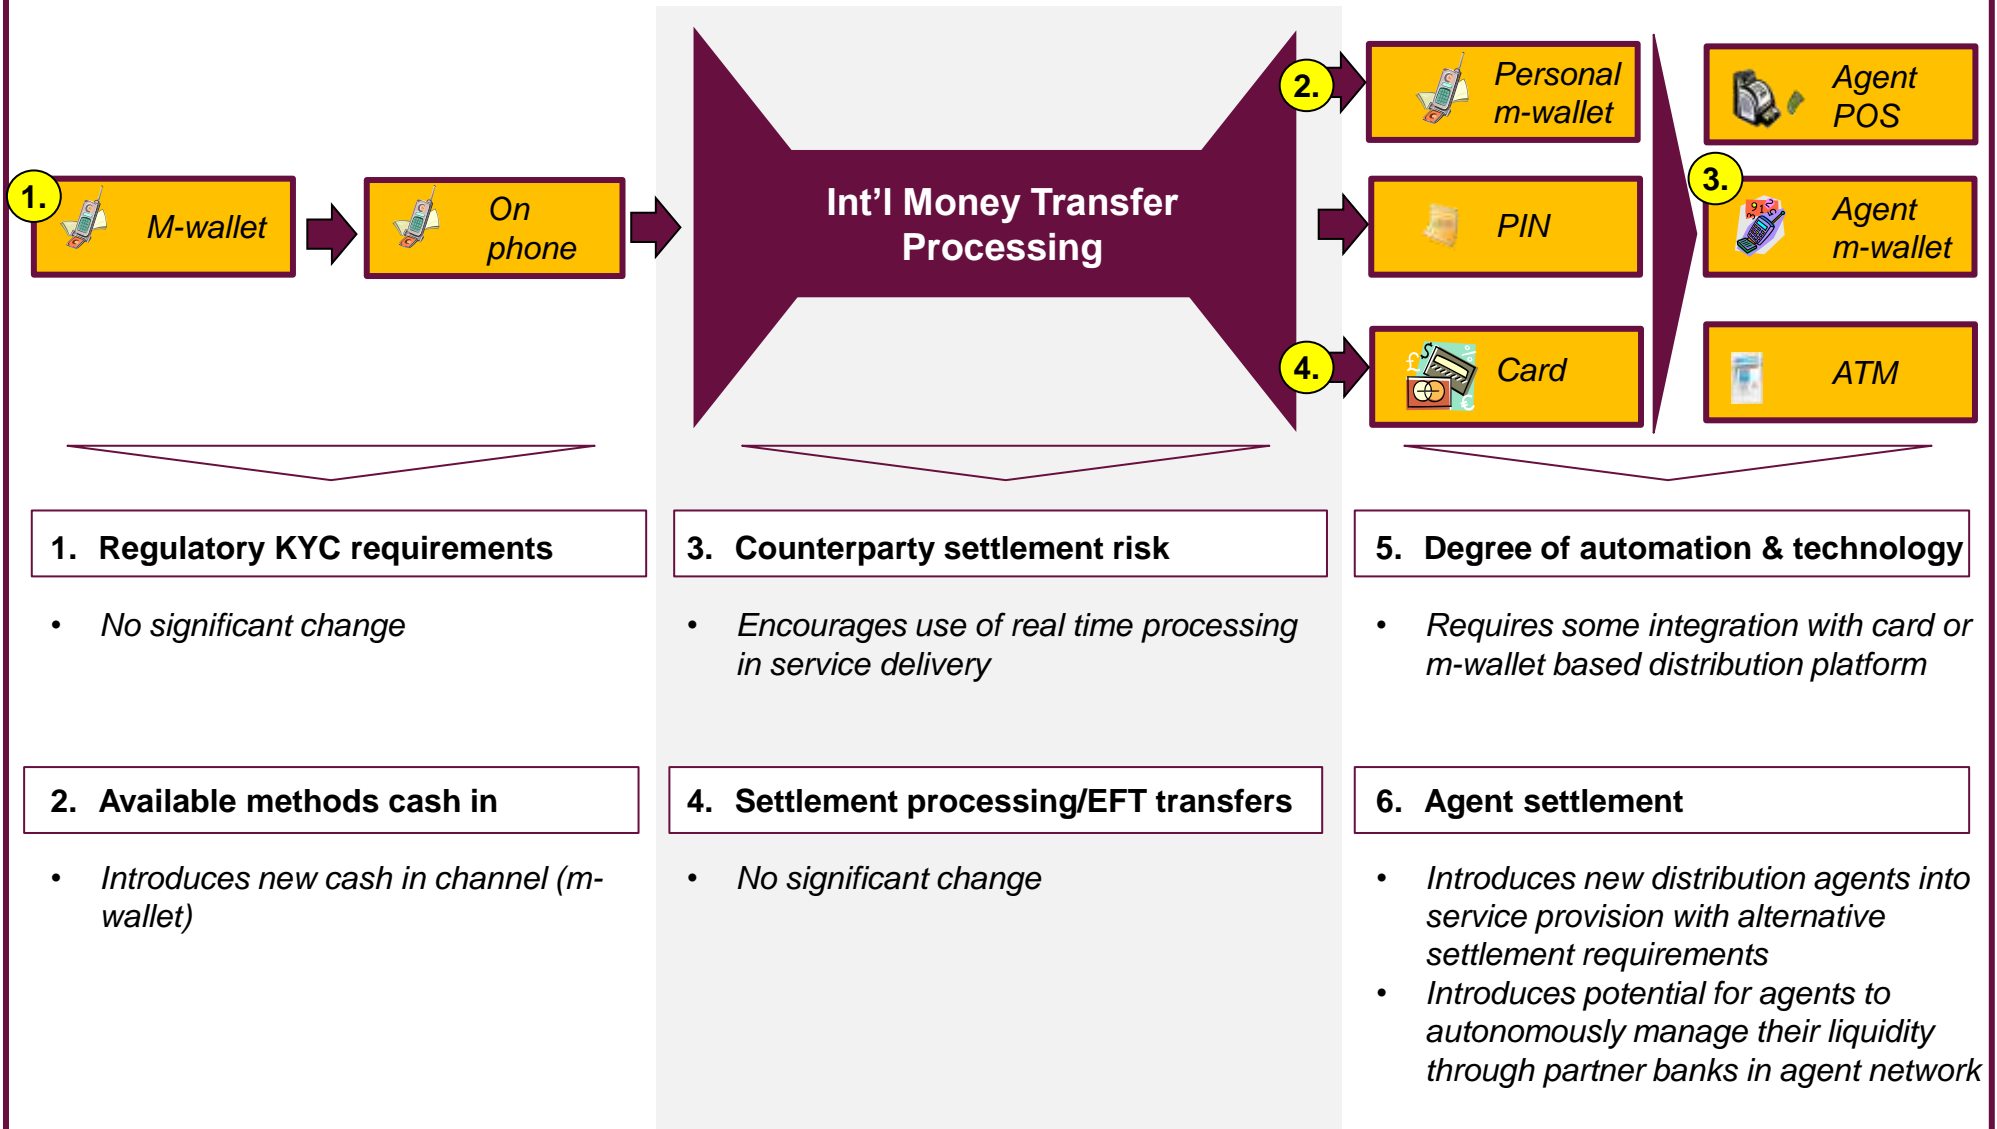 1.
M-wallet
On
phone
Int’l Money Transfer
Processing
2.
Personal
m-wallet
PIN
4.
Card
Agent
POS
3.
Agent
m-wallet
ATM
1. Regulatory KYC requirements
• No significant change
2. Available methods cash in
• Introduces new cash in channel (m-
wallet)
3. Counterparty settlement risk
• Encourages use of real time processing
in service delivery
4. Settlement processing/EFT transfers
• No significant change
5. Degree of automation & technology
• Requires some integration with card or
m-wallet based distribution platform
6. Agent settlement
• Introduces new distribution agents into
service provision with alternative
settlement requirements
• Introduces potential for agents to
autonomously manage their liquidity
through partner banks in agent network